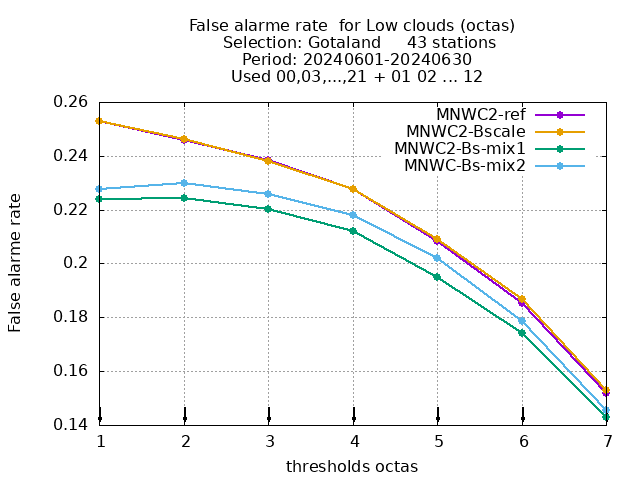 False alarme rate  for Low clouds (octas)
Selection: Gotaland     43 stations
Period: 20240601-20240630
Used 00,03,...,21 + 01 02 ... 12
MNWC2-ref
MNWC2-Bscale
MNWC2-Bs-mix1
MNWC-Bs-mix2
False alarme rate
0.26
0.24
0.22
0.2
0.18
0.16
0.14
1 2 3 4 5 6 7
thresholds octas